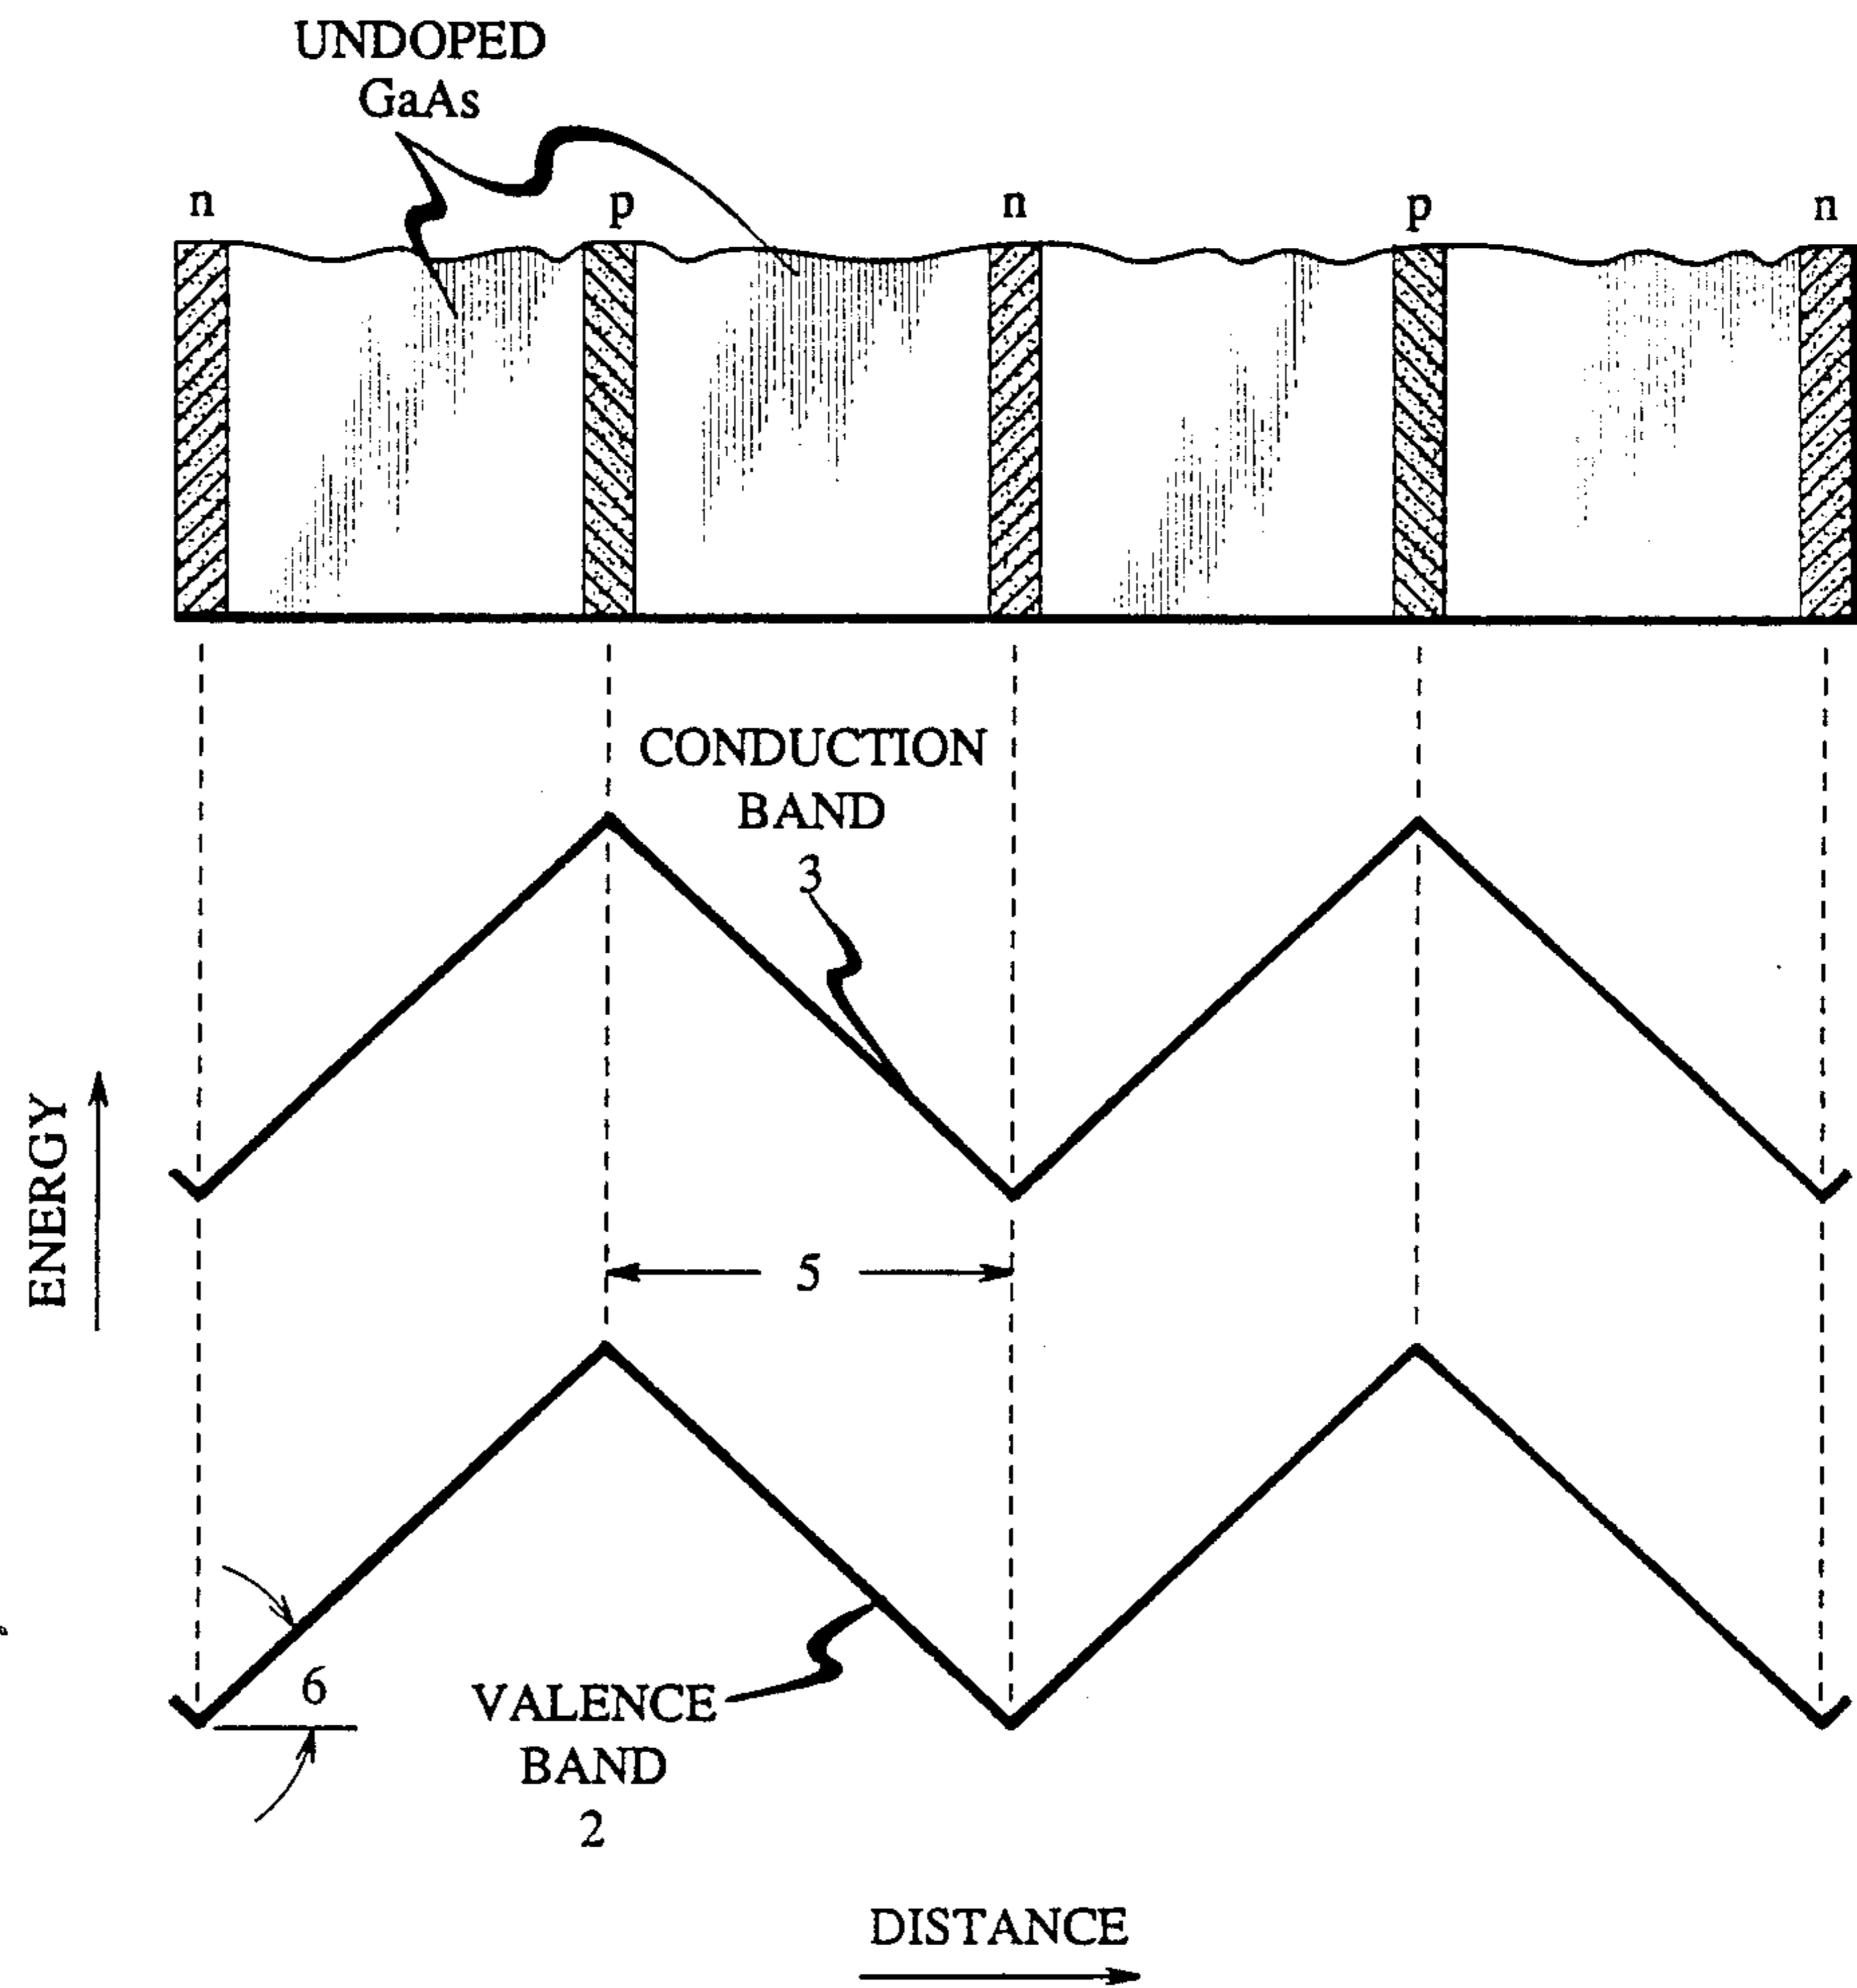 UNDOPED
GaAs
n p n p n
CONDUCTION
BAND
3
ENERGY
5
6
VALENCE
BAND
2
DISTANCE